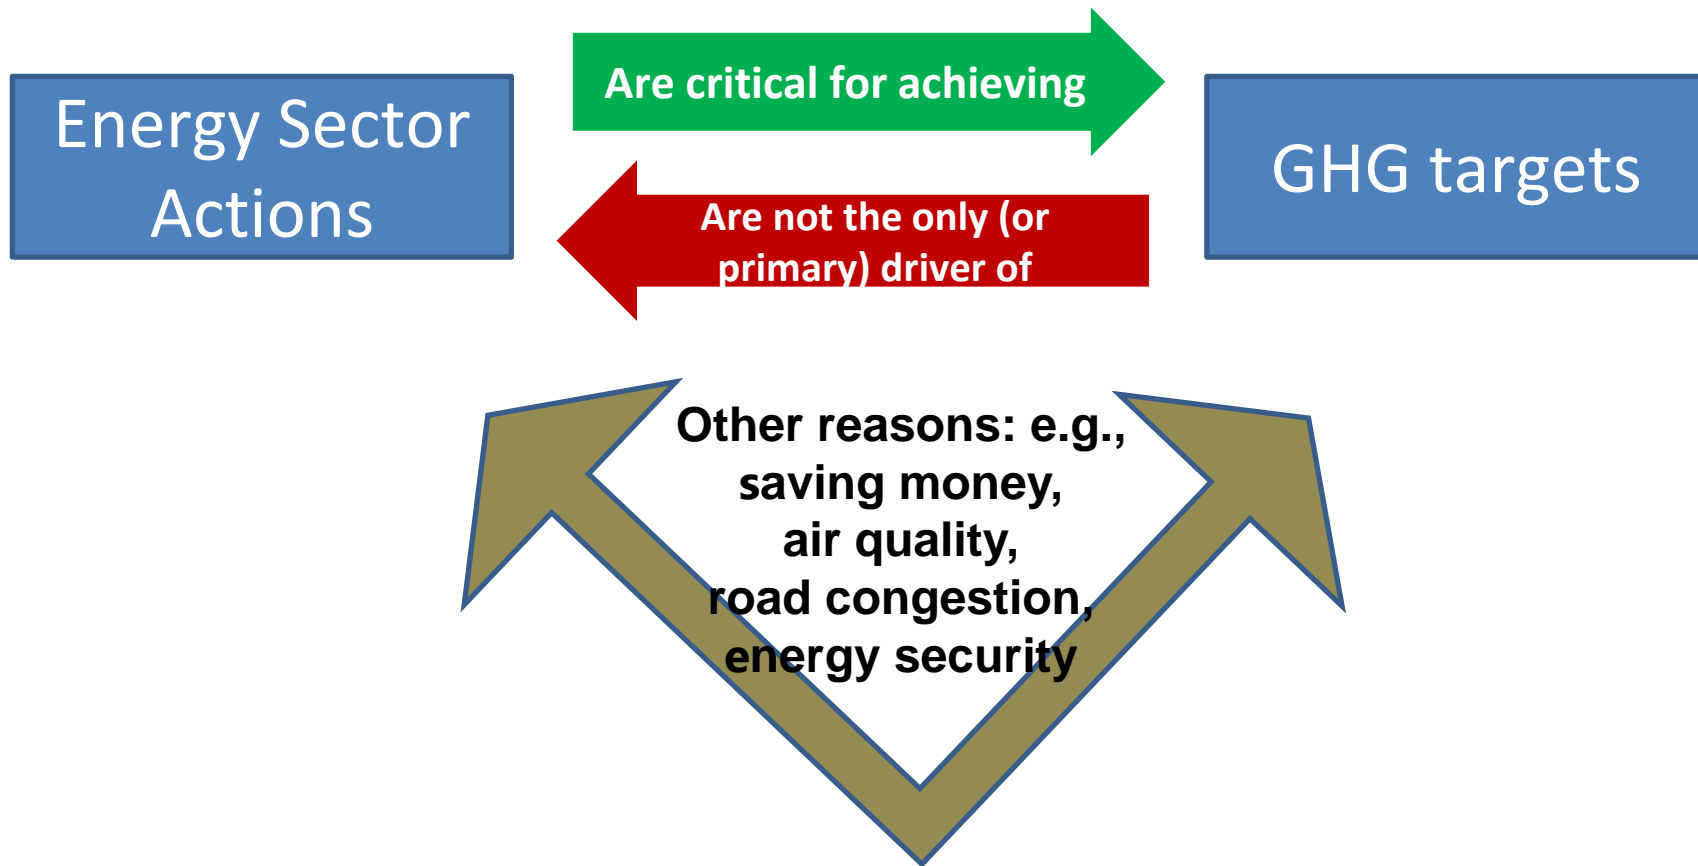 Energy Sector
Actions
Are critical for achieving
GHG targets
Are not the only (or
primary) driver of
Other reasons: e.g.,
saving money,
air quality,
road congestion,
energy security